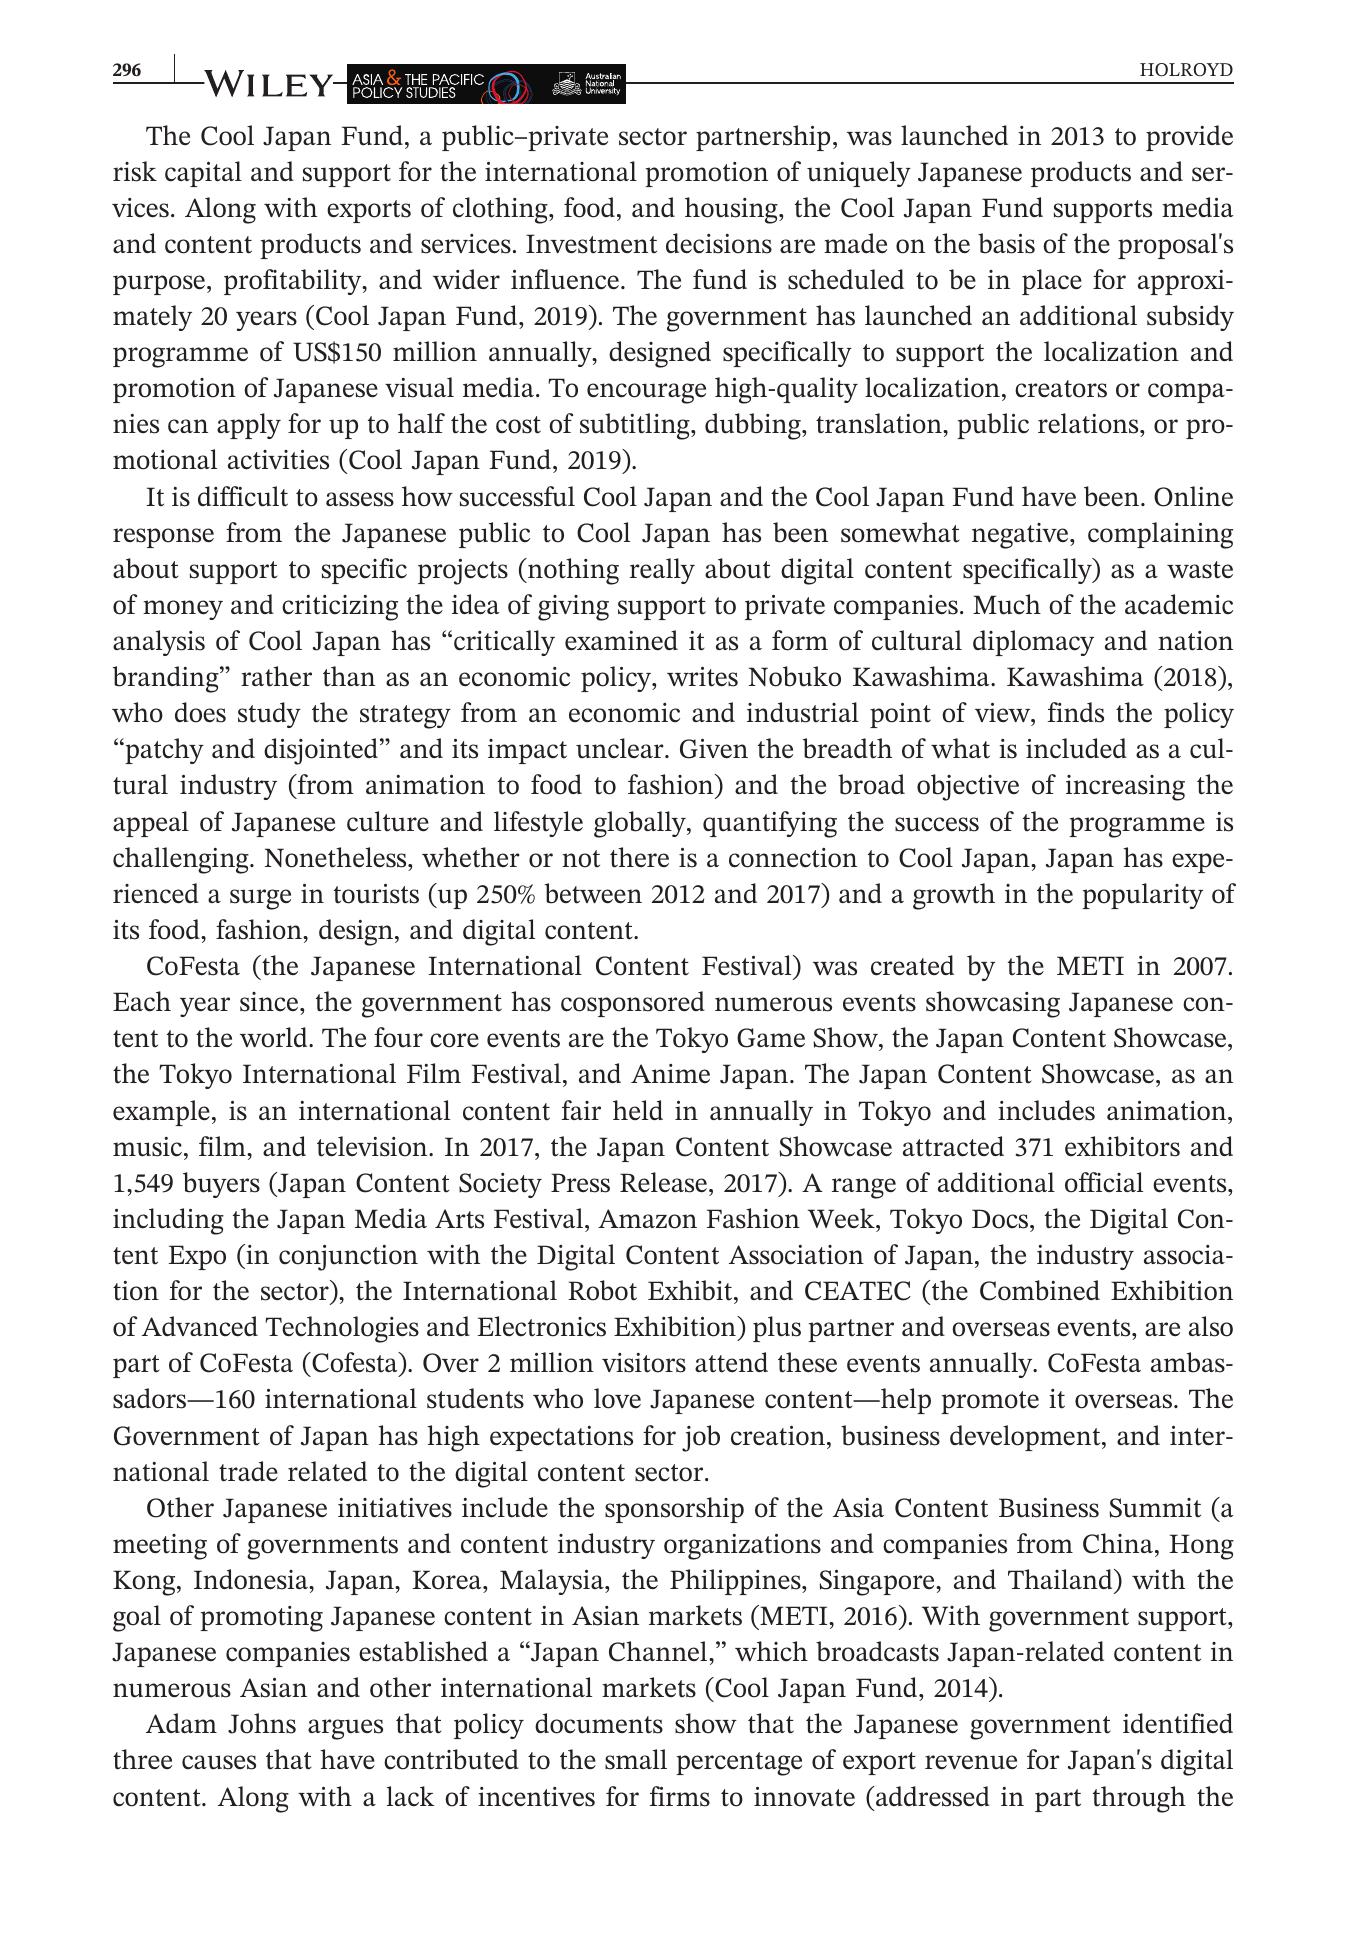 296
WILEY
ASIA & THE PACIFIC
POLICY STUDIES
Australian
National
University
HOLROYD
The Cool Japan Fund, a public–private sector partnership, was launched in 2013 to provide
risk capital and support for the international promotion of uniquely Japanese products and ser-
vices. Along with exports of clothing, food, and housing, the Cool Japan Fund supports media
and content products and services. Investment decisions are made on the basis of the proposal's
purpose, profitability, and wider influence. The fund is scheduled to be in place for approxi-
mately 20 years (Cool Japan Fund, 2019). The government has launched an additional subsidy
programme of US$150 million annually, designed specifically to support the localization and
promotion of Japanese visual media. To encourage high-quality localization, creators or compa-
nies can apply for up to half the cost of subtitling, dubbing, translation, public relations, or pro-
motional activities (Cool Japan Fund, 2019).
It is difficult to assess how successful Cool Japan and the Cool Japan Fund have been. Online
response from the Japanese public to Cool Japan has been somewhat negative, complaining
about support to specific projects (nothing really about digital content specifically) as a waste
of money and criticizing the idea of giving support to private companies. Much of the academic
analysis of Cool Japan has “critically examined it as a form of cultural diplomacy and nation
branding” rather than as an economic policy, writes Nobuko Kawashima. Kawashima (2018),
who does study the strategy from an economic and industrial point of view, finds the policy
“patchy and disjointed” and its impact unclear. Given the breadth of what is included as a cul-
tural industry (from animation to food to fashion) and the broad objective of increasing the
appeal of Japanese culture and lifestyle globally, quantifying the success of the programme is
challenging. Nonetheless, whether or not there is a connection to Cool Japan, Japan has expe-
rienced a surge in tourists (up 250% between 2012 and 2017) and a growth in the popularity of
its food, fashion, design, and digital content.
CoFesta (the Japanese International Content Festival) was created by the METI in 2007.
Each year since, the government has cosponsored numerous events showcasing Japanese con-
tent to the world. The four core events are the Tokyo Game Show, the Japan Content Showcase,
the Tokyo International Film Festival, and Anime Japan. The Japan Content Showcase, as an
example, is an international content fair held in annually in Tokyo and includes animation,
music, film, and television. In 2017, the Japan Content Showcase attracted 371 exhibitors and
1,549 buyers (Japan Content Society Press Release, 2017). A range of additional official events,
including the Japan Media Arts Festival, Amazon Fashion Week, Tokyo Docs, the Digital Con-
tent Expo (in conjunction with the Digital Content Association of Japan, the industry associa-
tion for the sector), the International Robot Exhibit, and CEATEC (the Combined Exhibition
of Advanced Technologies and Electronics Exhibition) plus partner and overseas events, are also
part of CoFesta (Cofesta). Over 2 million visitors attend these events annually. CoFesta ambas-
sadors—160 international students who love Japanese content—help promote it overseas. The
Government of Japan has high expectations for job creation, business development, and inter-
national trade related to the digital content sector.
Other Japanese initiatives include the sponsorship of the Asia Content Business Summit (a
meeting of governments and content industry organizations and companies from China, Hong
Kong, Indonesia, Japan, Korea, Malaysia, the Philippines, Singapore, and Thailand) with the
goal of promoting Japanese content in Asian markets (METI, 2016). With government support,
Japanese companies established a “Japan Channel,” which broadcasts Japan-related content in
numerous Asian and other international markets (Cool Japan Fund, 2014).
Adam Johns argues that policy documents show that the Japanese government identified
three causes that have contributed to the small percentage of export revenue for Japan's digital
content. Along with a lack of incentives for firms to innovate (addressed in part through the